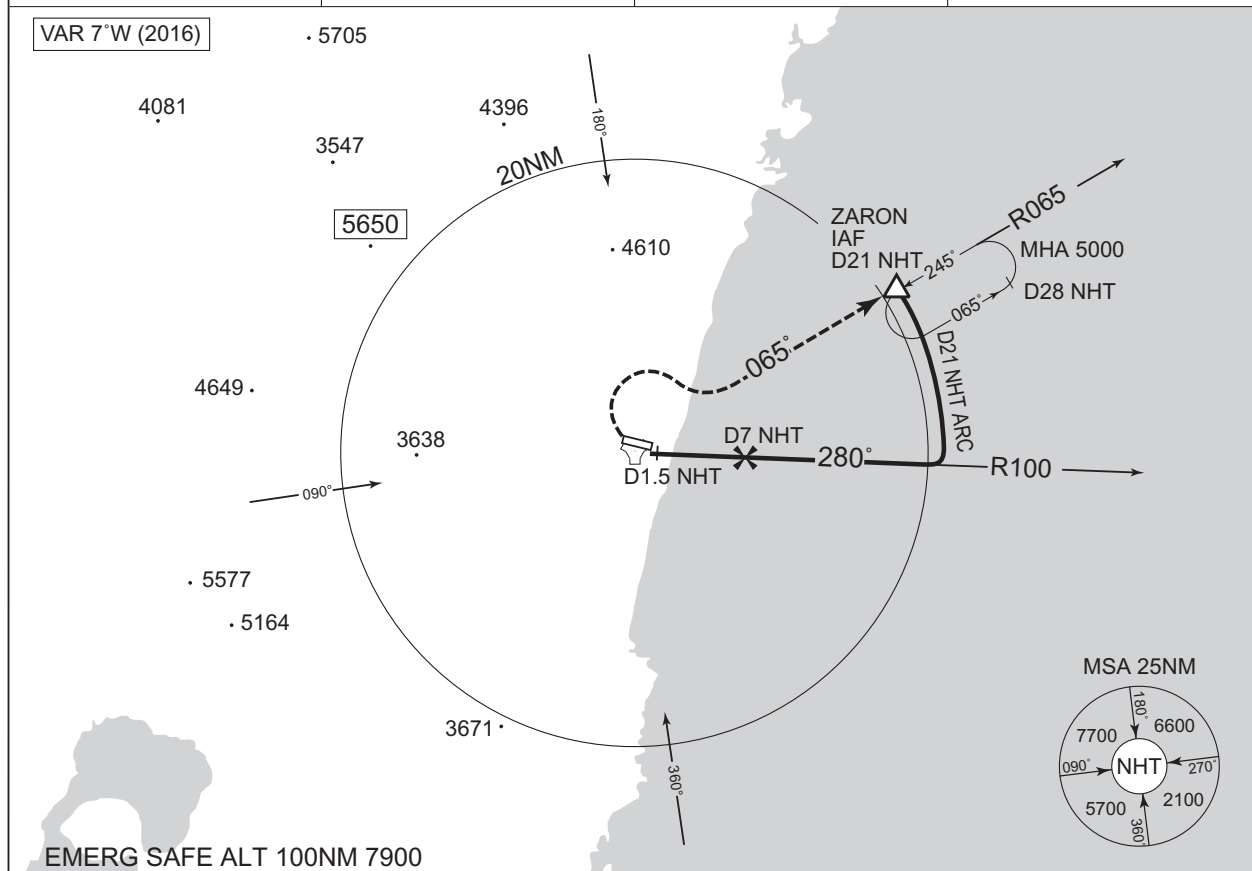 VAR 7°W (2016)
5705
4081
4396
3547
180°
20NM
5650
4610
ZARON
IAF
D21 NHT
R065
245°
MHA 5000
D28 NHT
065°
065°
D21 NHT ARC
4649
3638
D7 NHT
280°
D1.5 NHT
R100
090°
5577
5164
3671
360°
MSA 25NM
180°
7700
6600
090°
NHT
270°
5700
2100
360°
EMERG SAFE ALT 100NM 7900